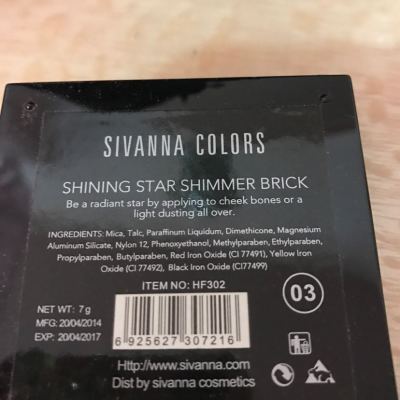 SIVANNA COLORS
SHINING STAR SHIMMER BRICK
Be a radiant star by applying to cheek bones or a
light dusting all over.
INGREDIENTS: Mica, Talc, Paraffinum Liquidum, Dimethicone, Magnesium
Aluminum Silicate, Nylon 12, Phenoxyethanol, Methylparaben, Ethylparaben,
Propylparaben, Butylparaben, Red Iron Oxide (CI 77491), Yellow Iron
Oxide (CI 77492), Black Iron Oxide (CI77499)
ITEM NO: HF302
03
NET WT: 7g
MFG: 20/04/2014
EXP: 20/04/2017
6 925627 307216
Http://www.sivanna.com
Dist by sivanna cosmetics